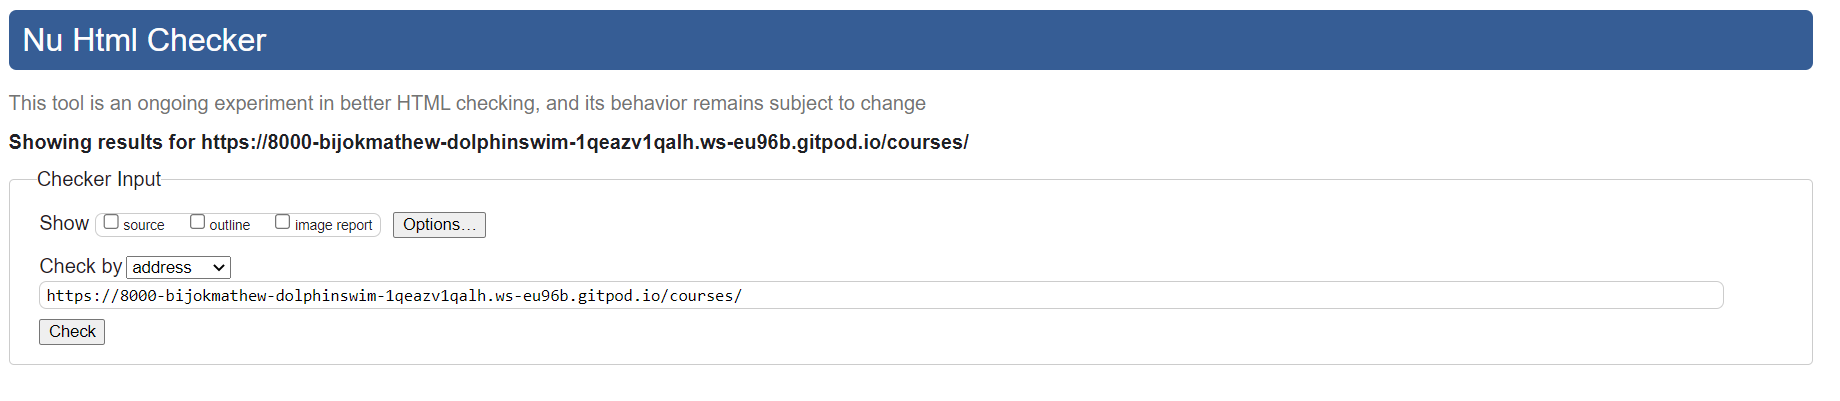 Nu Html Checker
This tool is an ongoing experiment in better HTML checking, and its behavior remains subject to change
Showing results for https://8000-bijokmathew-dolphinswim-1qeazv1qalh.ws-eu96b.gitpod.io/courses/
Checker Input
Show source outline image report Options...
Check by address
https://8000-bijokmathew-dolphinswim-1qeazv1qalh.ws-eu96b.gitpod.io/courses/
Check